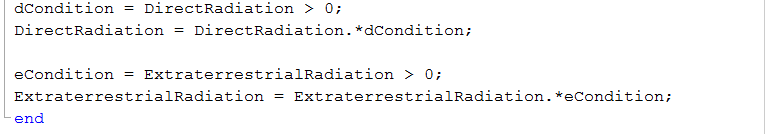 dCondition = DirectRadiation > 0;
DirectRadiation = DirectRadiation.*dCondition;
eCondition = ExtraterrestrialRadiation > 0;
ExtraterrestrialRadiation = ExtraterrestrialRadiation.*eCondition;
end